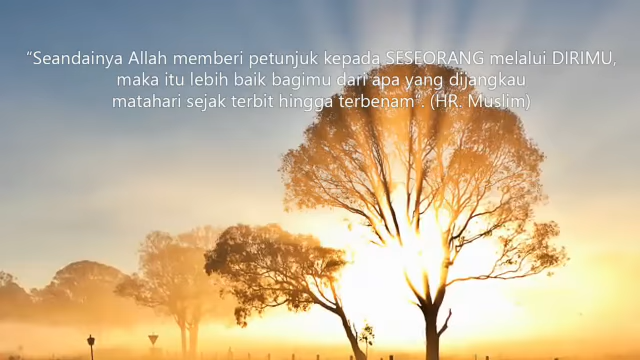 “Seandainya Allah memberi petunjuk kepada SESEORANG melalui DIRIMU,
maka itu lebih baik bagimu dari apa yang dijangkau
matahari sejak terbit hingga terbenam”. (HR. Muslim)